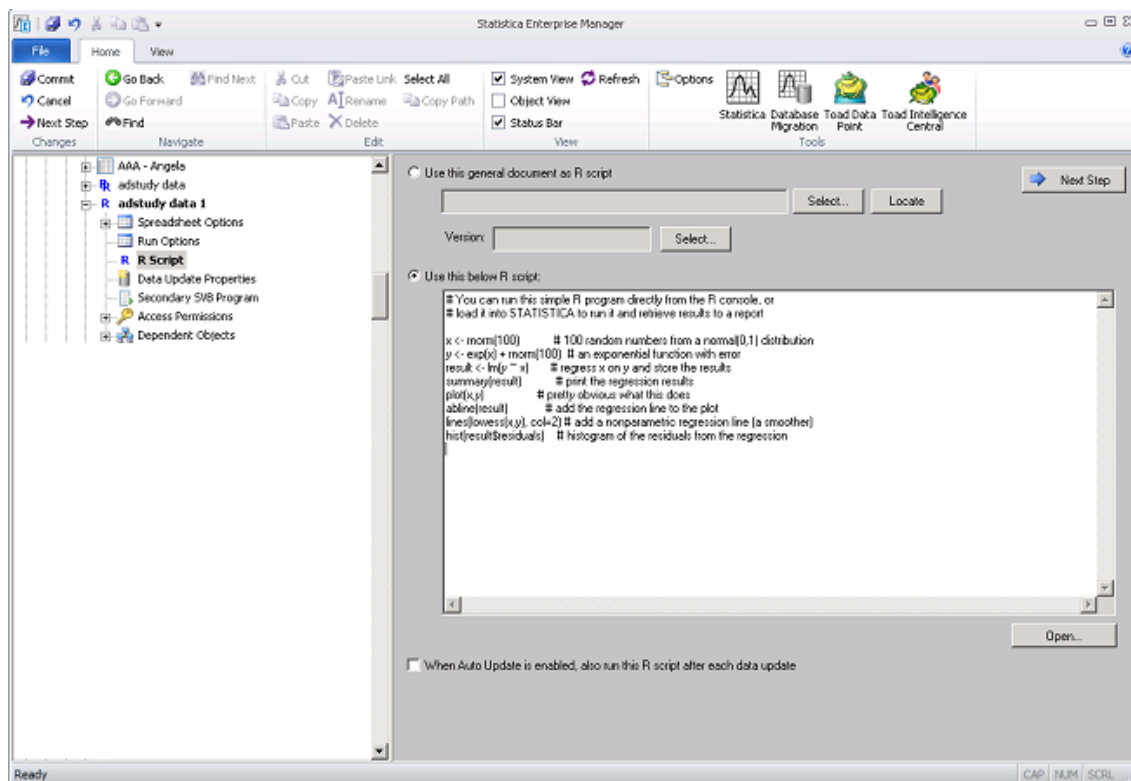 Statistica Enterprise Manager
File Home View
Commit
Cancel
Next Step
Changes
Go Back
Go Forward
Find
Find Next
Navigate
Cut
Copy
Paste
Paste Link
Rename
Delete
Select All
Copy Path
Edit
System View
Object View
Status Bar
Refresh
View
Options
Statistica
Database Migration
Toad Data Point
Toad Intelligence Central
Tools
AAA - Angela
adstudy data
adstudy data 1
Spreadsheet Options
Run Options
R Script
Data Update Properties
Secondary SVB Program
Access Permissions
Dependent Objects
Use this general document as R script
Select...
Locate
Next Step
Version:
Select...
Use this below R script:
# You can run this simple R program directly from the R console, or
# load it into STATISTICA to run it and retrieve results to a report
x <- rnorm(100) # 100 random numbers from a normal(0,1) distribution
y <- exp(x) + rnorm(100) # an exponential function with error
result <- lm(y ~ x) # regress x on y and store the results
summary(result) # print the regression results
plot(x,y) # pretty obvious what this does
abline(result) # add the regression line to the plot
lines(lowess(x,y), col=2) # add a nonparametric regression line (a smoother)
hist(result$residuals) # histogram of the residuals from the regression
Open...
When Auto Update is enabled, also run this R script after each data update
Ready
CAP NUM SCRL